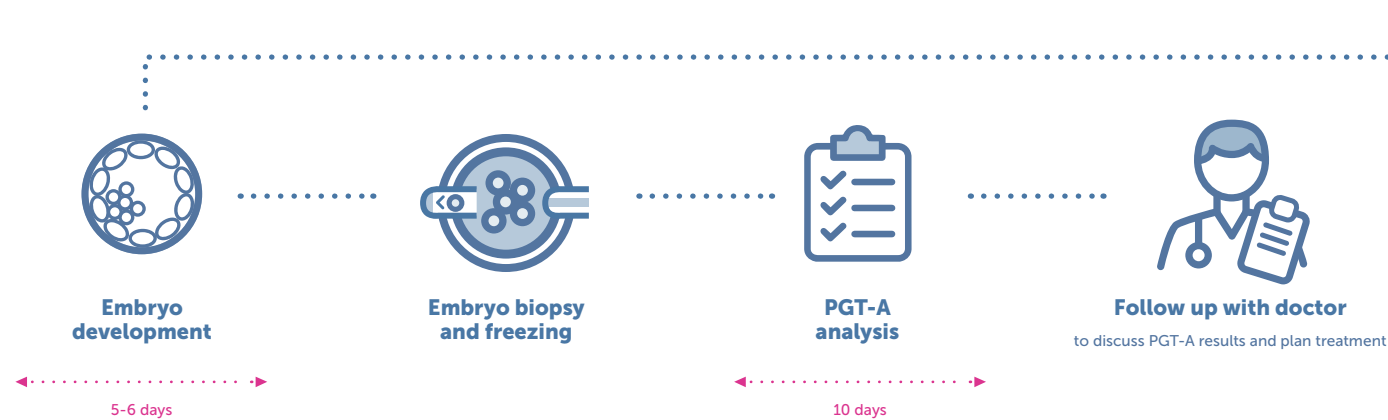 Embryo
development
Embryo biopsy
and freezing
PGT-A
analysis
Follow up with doctor
to discuss PGT-A results and plan treatment
5-6 days
10 days